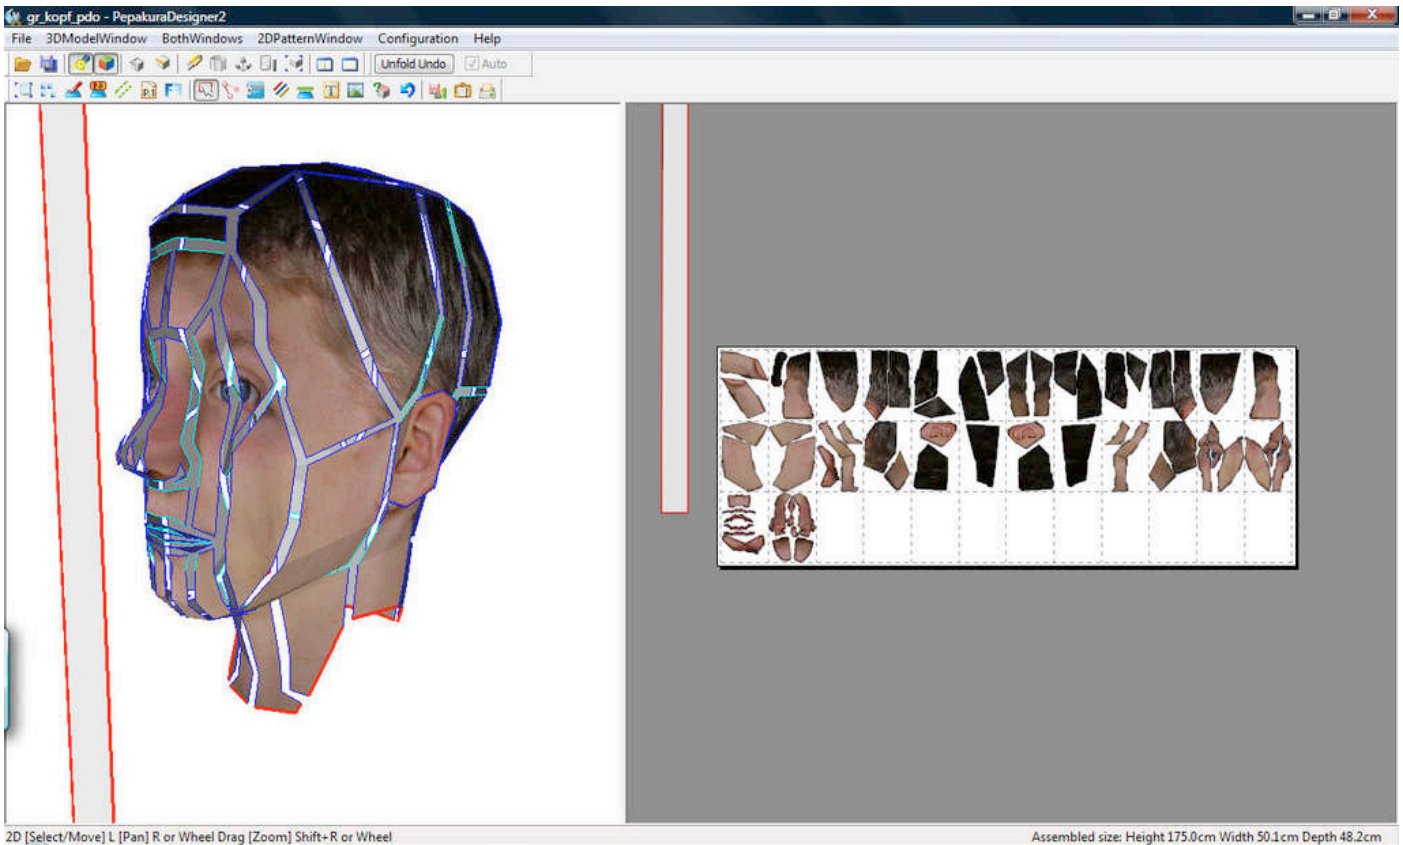 gr_kopf_pdo - PepakuraDesigner2
File 3DModelWindow BothWindows 2DPatternWindow Configuration Help
Unfold Undo Auto
2D [Select/Move] L [Pan] R or Wheel Drag [Zoom] Shift+R or Wheel
Assembled size: Height 175.0cm Width 50.1cm Depth 48.2cm